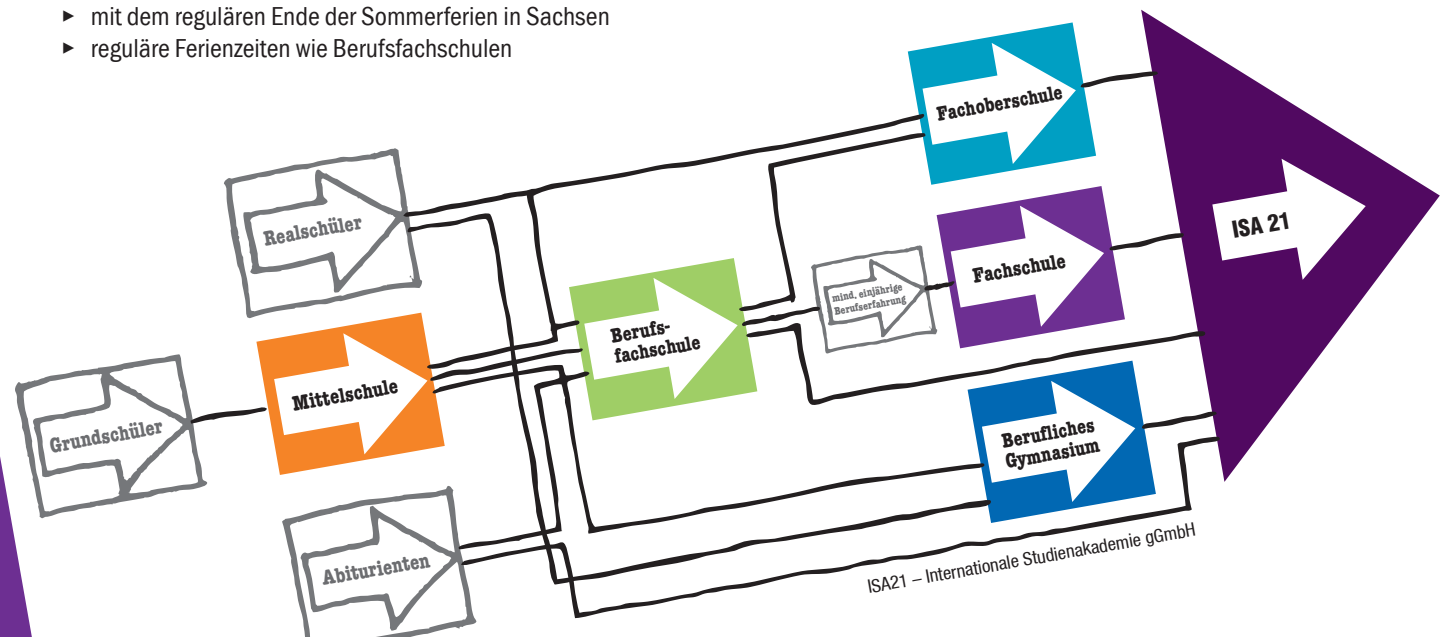 ▸ mit dem regulären Ende der Sommerferien in Sachsen
▸ reguläre Ferienzeiten wie Berufsfachschulen
Fachoberschule
Realschüler
ISA 21
Fachschule
mind. einjährige
Berufserfahrung
Berufs-
fachschule
Mittelschule
Grundschüler
Berufliches
Gymnasium
Abiturienten
ISA21 – Internationale Studienakademie gGmbH